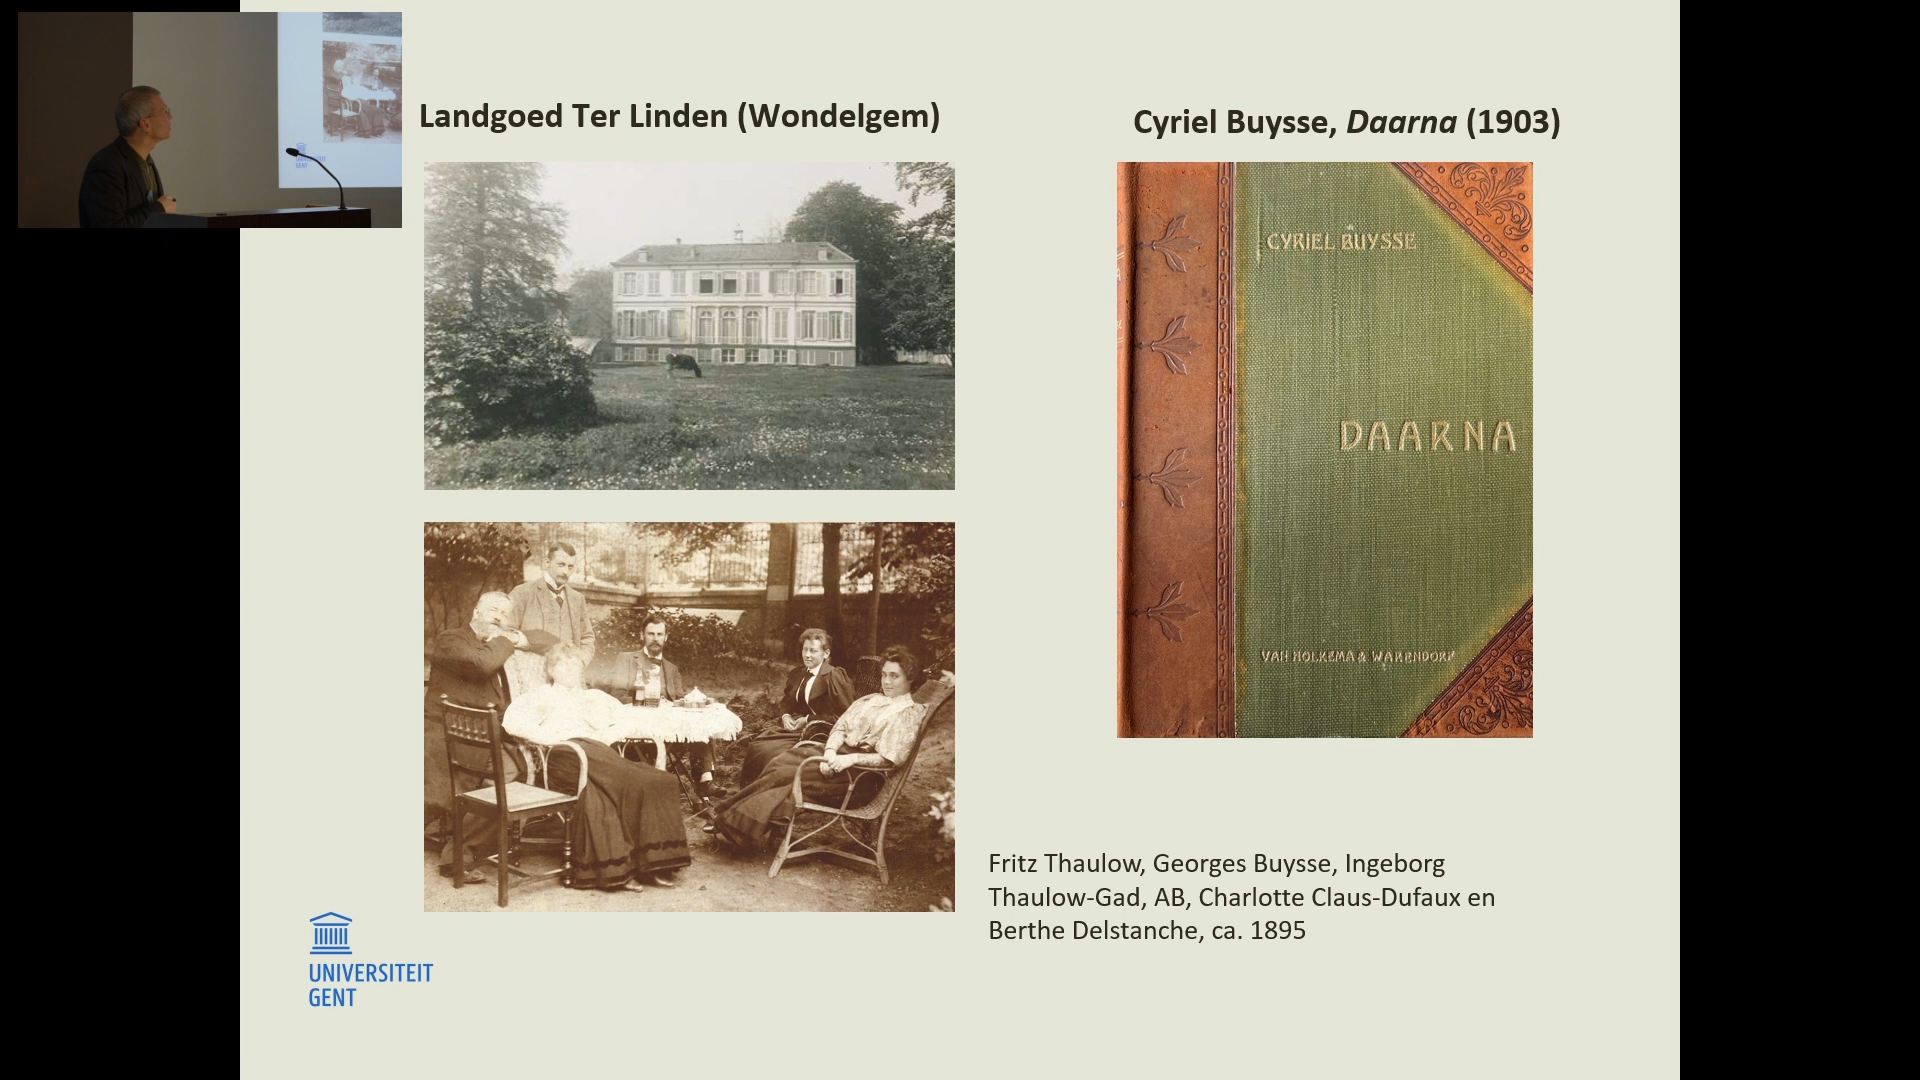 Landgoed Ter Linden (Wondelgem)
Cyriel Buysse, Daarna (1903)
CYRIEL BUYSSE
DAARNA
VAN HOLKEMA & WARENDORF
Fritz Thaulow, Georges Buysse, Ingeborg
Thaulow-Gad, AB, Charlotte Claus-Dufaux en
Berthe Delstanche, ca. 1895
UNIVERSITEIT
GENT